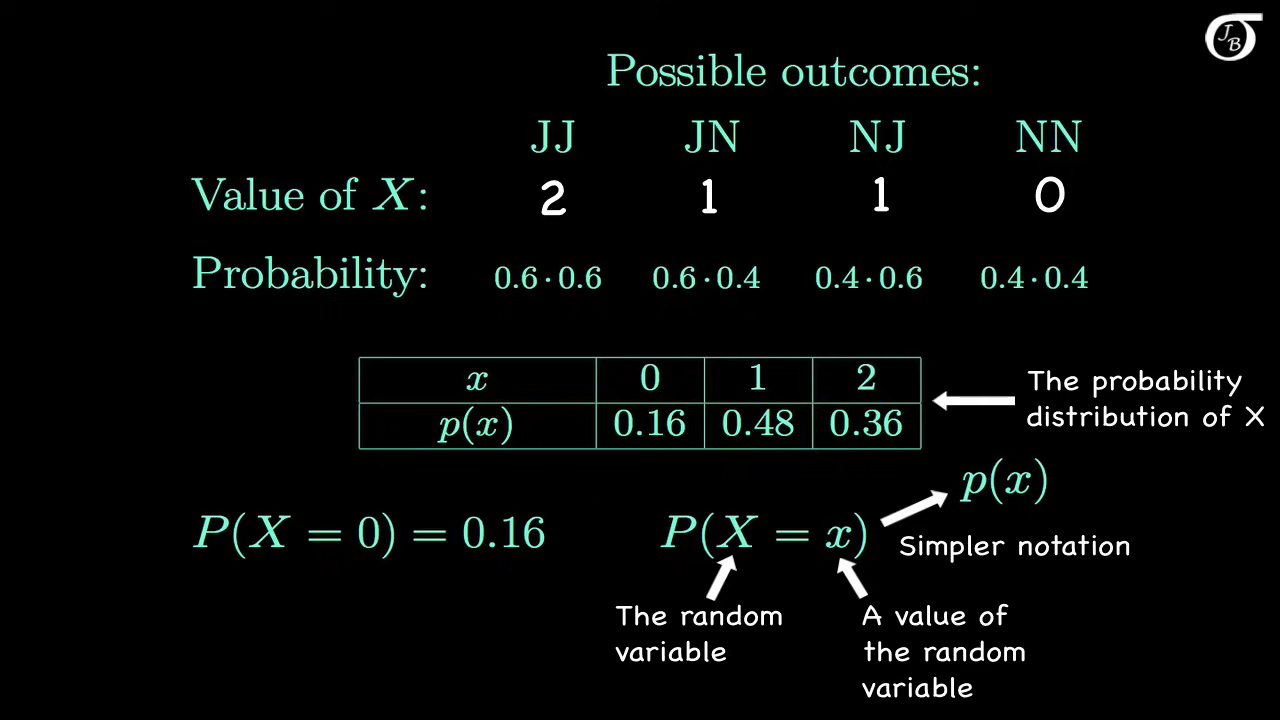 JB
Possible outcomes:
JJ JN NJ NN
Value of X: 2 1 1 0
Probability: 0.6 · 0.6 0.6 · 0.4 0.4 · 0.6 0.4 · 0.4
x 0 1 2
p(x) 0.16 0.48 0.36
The probability
distribution of X
p(x)
P(X = 0) = 0.16 P(X = x)
Simpler notation
The random
variable
A value of
the random
variable